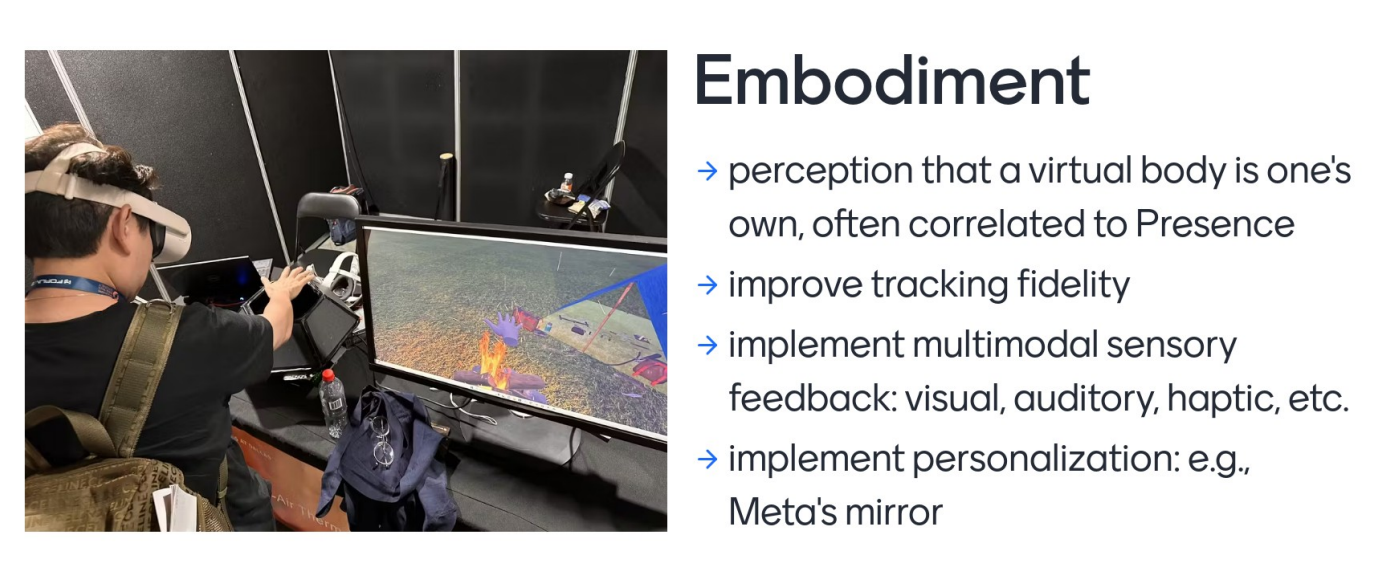 Embodiment
→ perception that a virtual body is one's
own, often correlated to Presence
→ improve tracking fidelity
→ implement multimodal sensory
feedback: visual, auditory, haptic, etc.
→ implement personalization: e.g.,
Meta's mirror